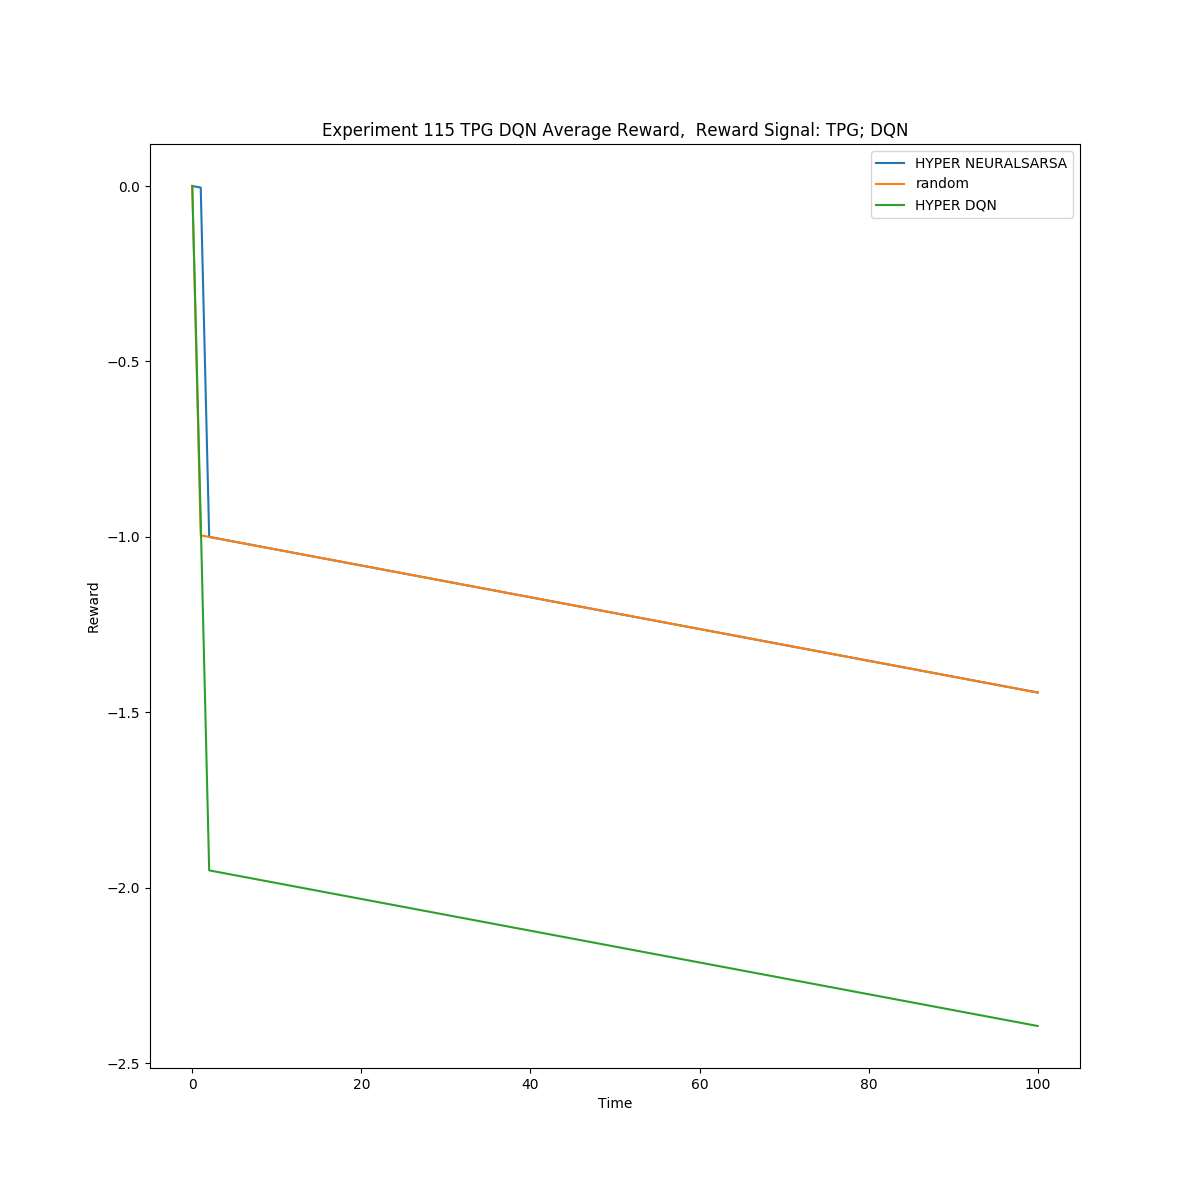 Experiment 115 TPG DQN Average Reward,  Reward Signal: TPG; DQN
HYPER NEURALSARSA
random
HYPER DQN
0.0
−0.5
−1.0
−1.5
−2.0
−2.5
Reward
0 20 40 60 80 100
Time